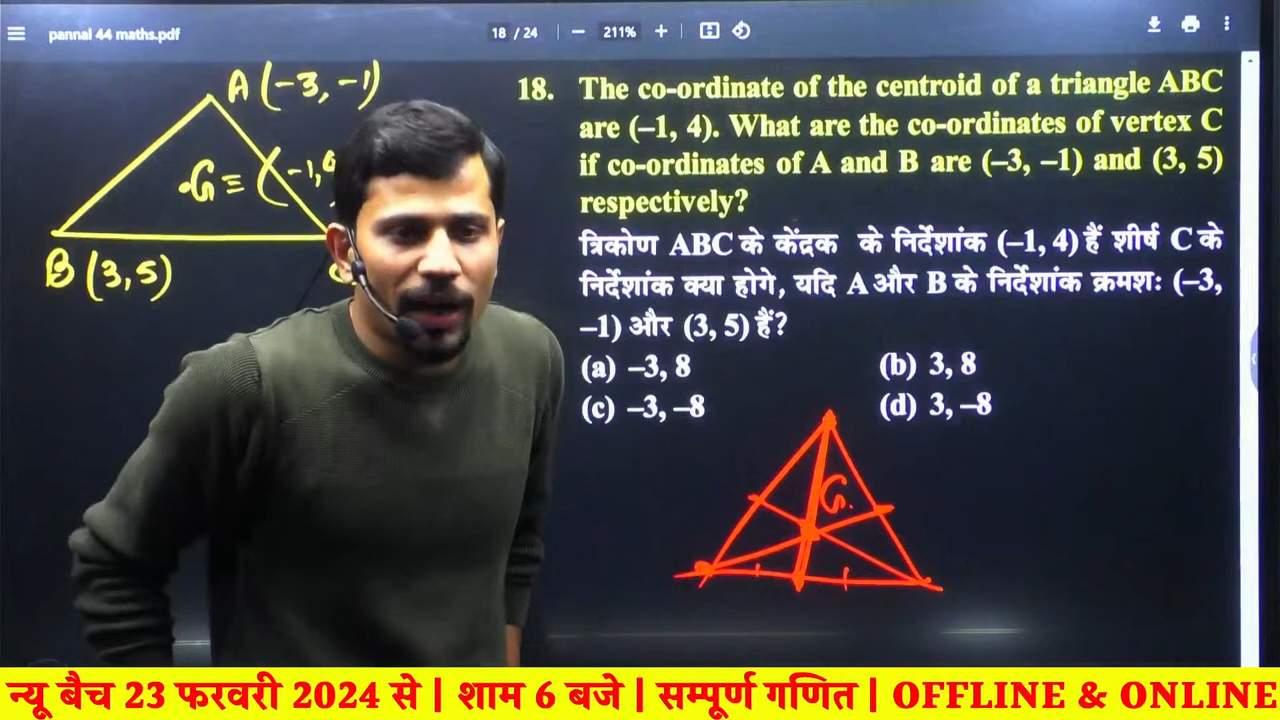 pannal 44 maths.pdf
18 / 24
211%
A (-3, -1)
G ≡ (-1,
B (3, 5)
18. The co-ordinate of the centroid of a triangle ABC
are (–1, 4). What are the co-ordinates of vertex C
if co-ordinates of A and B are (–3, –1) and (3, 5)
respectively?
त्रिकोण ABC के केंद्रक के निर्देशांक (–1, 4) हैं शीर्ष C के
निर्देशांक क्या होगे, यदि A और B के निर्देशांक क्रमशः (–3,
–1) और (3, 5) हैं?
(a) –3, 8 (b) 3, 8
(c) –3, –8 (d) 3, –8
G
न्यू बैच 23 फरवरी 2024 से | शाम 6 बजे | सम्पूर्ण गणित | OFFLINE & ONLINE